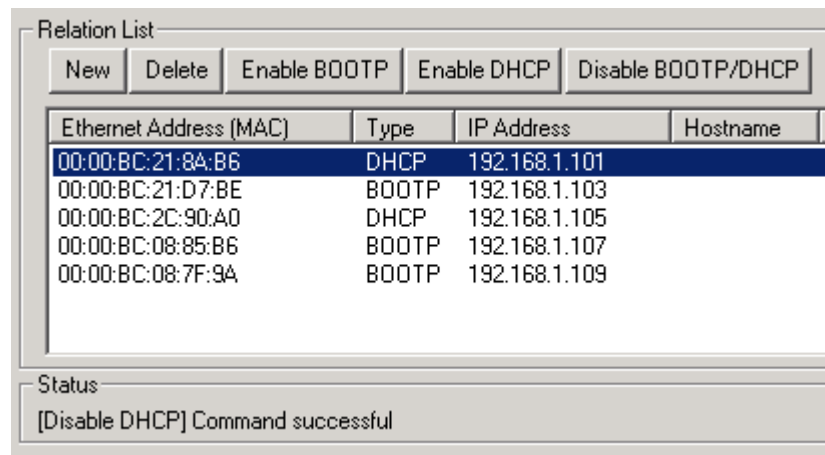 Relation List
New Delete Enable BOOTP Enable DHCP Disable BOOTP/DHCP
Ethernet Address (MAC) Type IP Address Hostname
00:00:BC:21:8A:B6 DHCP 192.168.1.101
00:00:BC:21:D7:BE BOOTP 192.168.1.103
00:00:BC:2C:90:A0 DHCP 192.168.1.105
00:00:BC:08:85:B6 BOOTP 192.168.1.107
00:00:BC:08:7F:9A BOOTP 192.168.1.109
Status
[Disable DHCP] Command successful